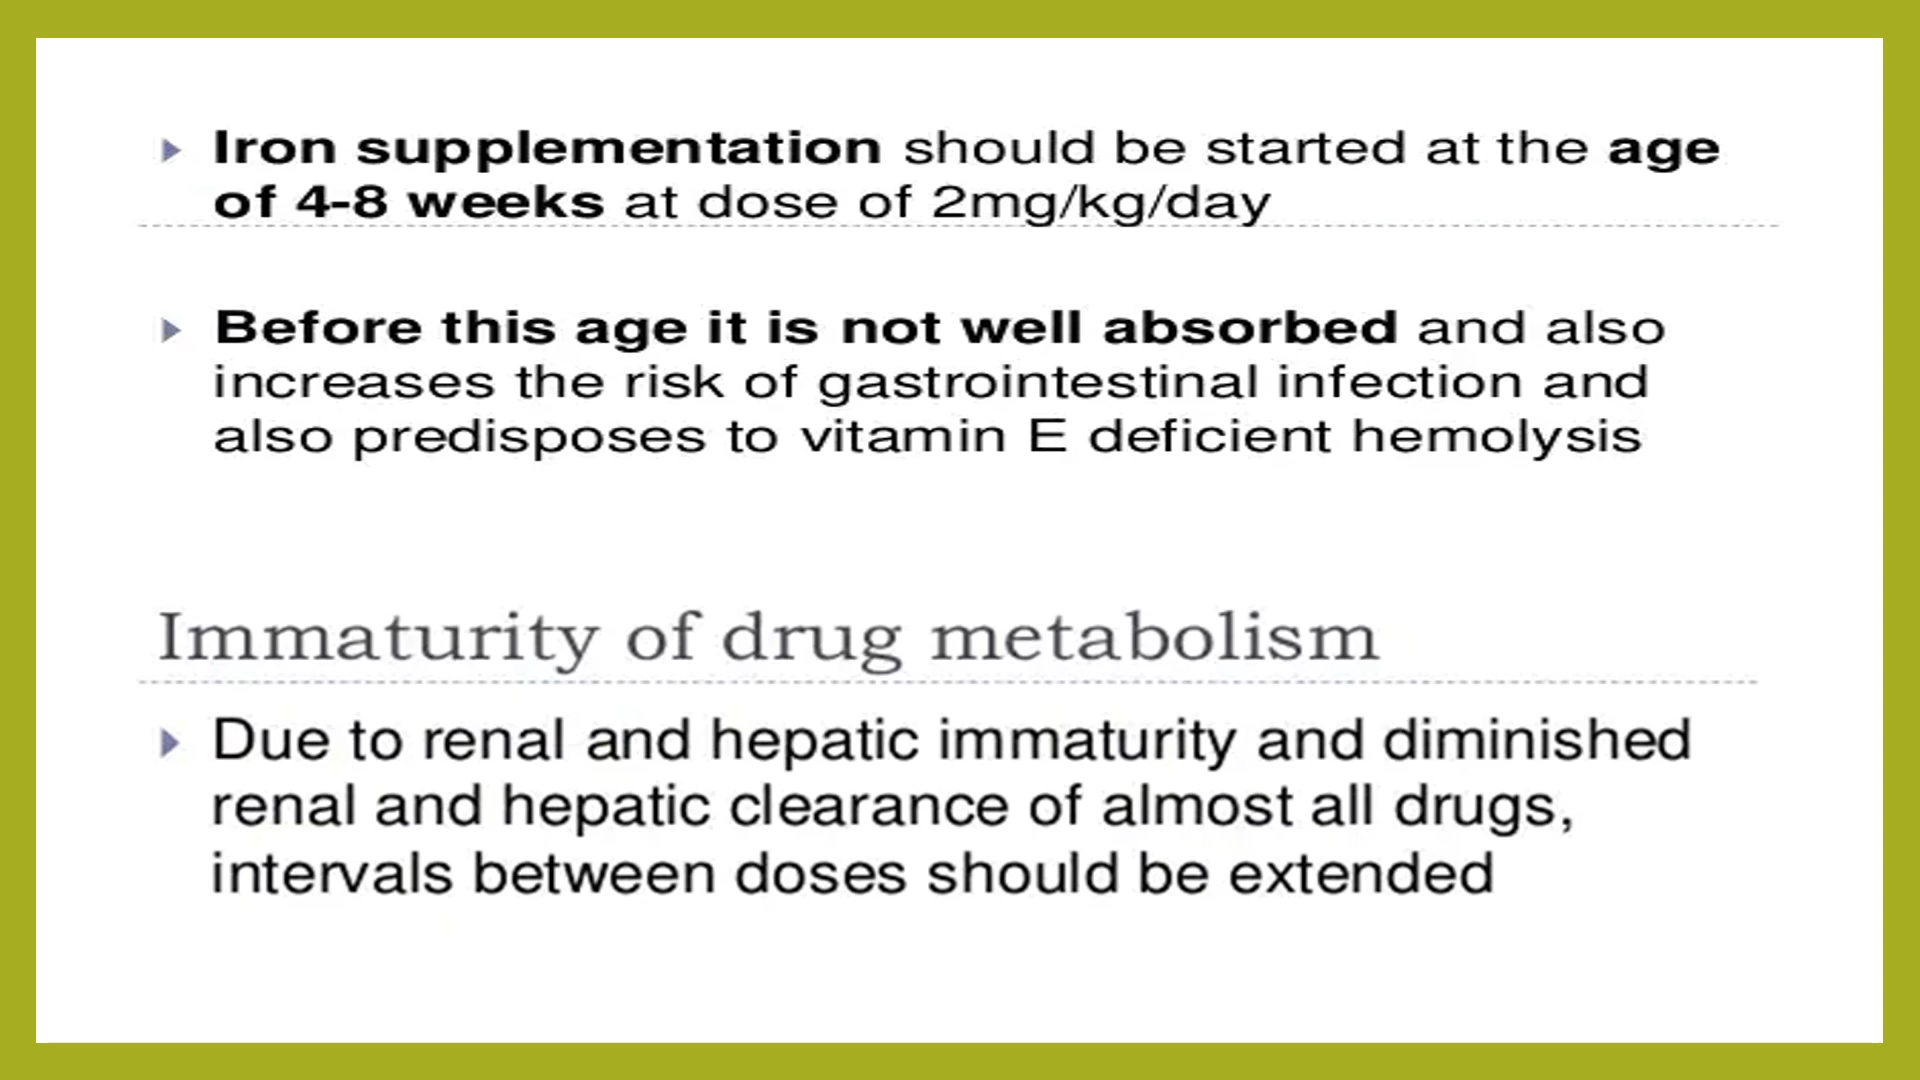 Iron supplementation should be started at the age
of 4-8 weeks at dose of 2mg/kg/day
Before this age it is not well absorbed and also
increases the risk of gastrointestinal infection and
also predisposes to vitamin E deficient hemolysis
Immaturity of drug metabolism
Due to renal and hepatic immaturity and diminished
renal and hepatic clearance of almost all drugs,
intervals between doses should be extended